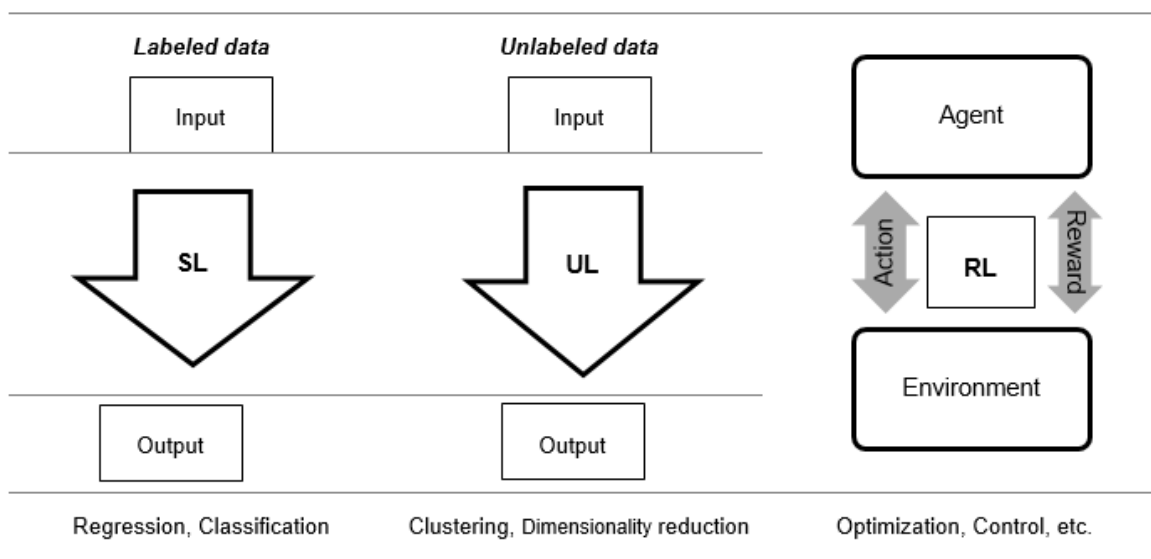 Labeled data
Unlabeled data
Input
Input
Agent
SL
UL
Action
RL
Reward
Environment
Output
Output
Regression, Classification
Clustering, Dimensionality reduction
Optimization, Control, etc.